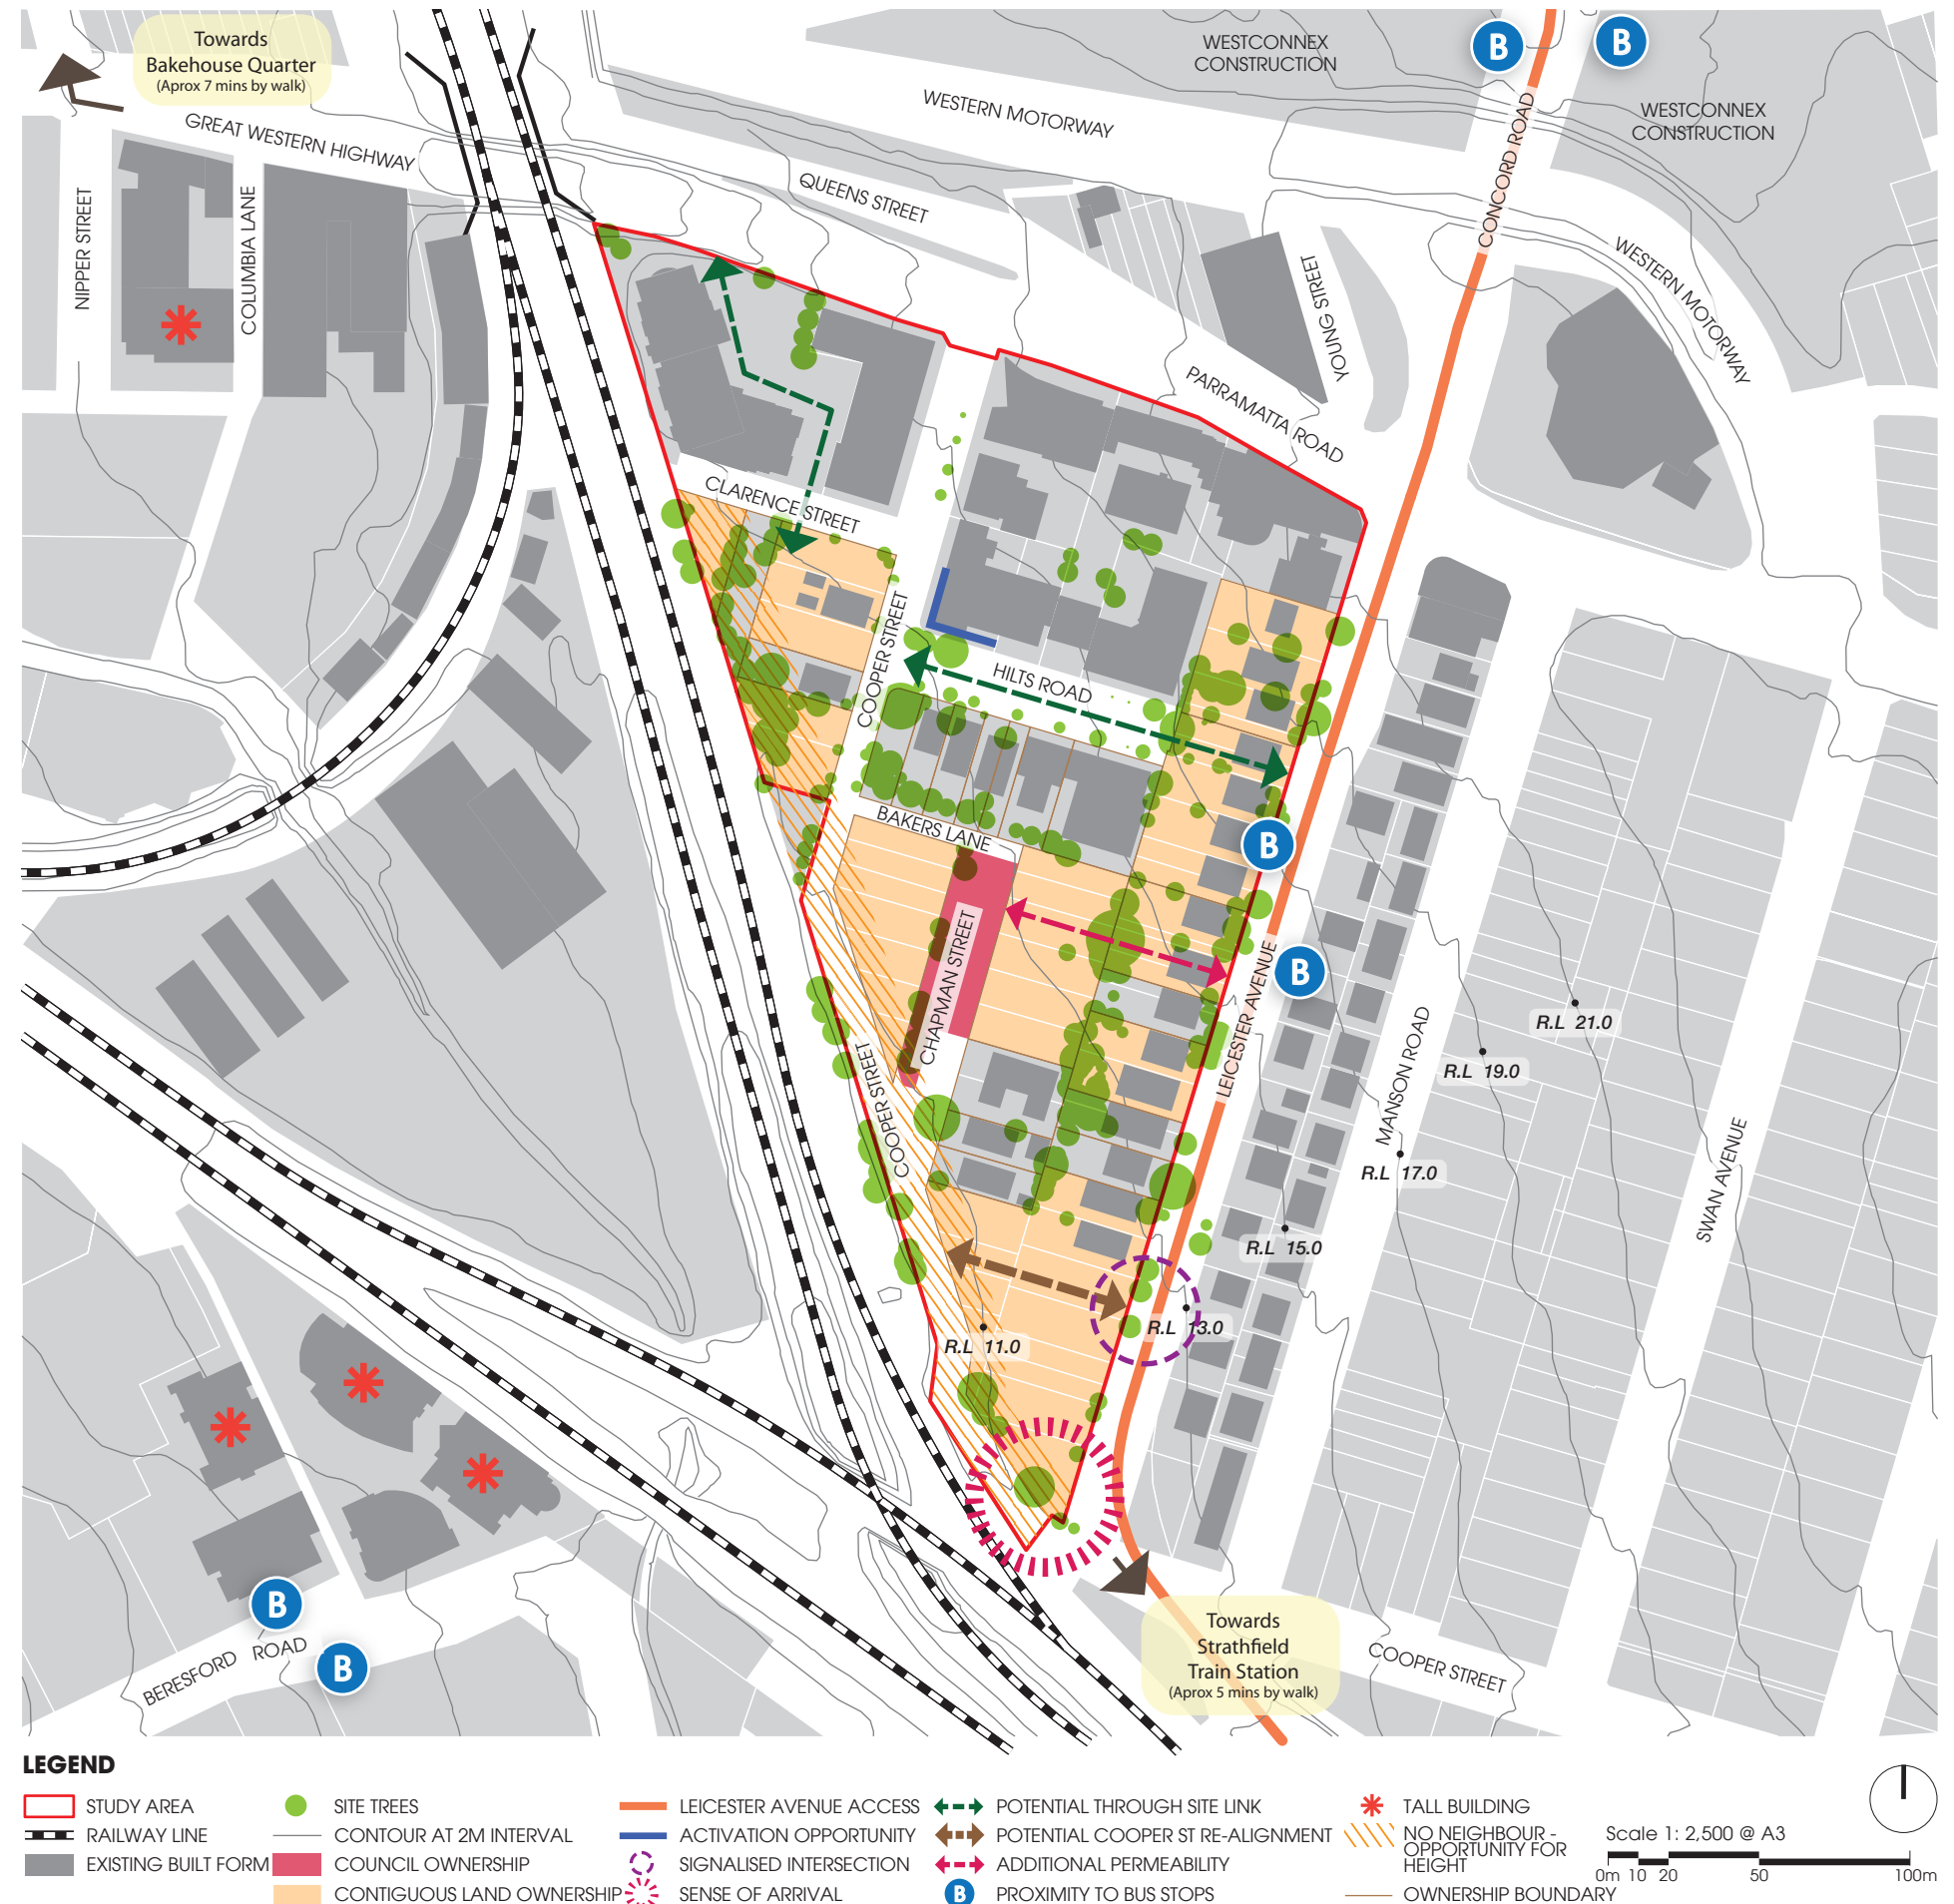 Towards
Bakehouse Quarter
(Aprox 7 mins by walk)
WESTCONNEX
CONSTRUCTION
B
B
WESTCONNEX
CONSTRUCTION
WESTERN MOTORWAY
GREAT WESTERN HIGHWAY
CONCORD ROAD
QUEENS STREET
NIPPER STREET
COLUMBIA LANE
YOUNG STREET
WESTERN MOTORWAY
PARRAMATTA ROAD
CLARENCE STREET
COOPER STREET
HILTS ROAD
BAKERS LANE
B
CHAPMAN STREET
LEICESTER AVENUE
B
R.L 21.0
MANSON ROAD
R.L 19.0
COOPER STREET
R.L 17.0
SWAN AVENUE
R.L 15.0
R.L 13.0
R.L 11.0
B
B
BERESFORD ROAD
Towards
Strathfield
Train Station
(Aprox 5 mins by walk)
COOPER STREET
LEGEND
STUDY AREA
RAILWAY LINE
EXISTING BUILT FORM
SITE TREES
CONTOUR AT 2M INTERVAL
COUNCIL OWNERSHIP
CONTIGUOUS LAND OWNERSHIP
LEICESTER AVENUE ACCESS
ACTIVATION OPPORTUNITY
SIGNALISED INTERSECTION
SENSE OF ARRIVAL
POTENTIAL THROUGH SITE LINK
POTENTIAL COOPER ST RE-ALIGNMENT
ADDITIONAL PERMEABILITY
B PROXIMITY TO BUS STOPS
TALL BUILDING
NO NEIGHBOUR -
OPPORTUNITY FOR
HEIGHT
OWNERSHIP BOUNDARY
Scale 1: 2,500 @ A3
0m 10 20 50 100m